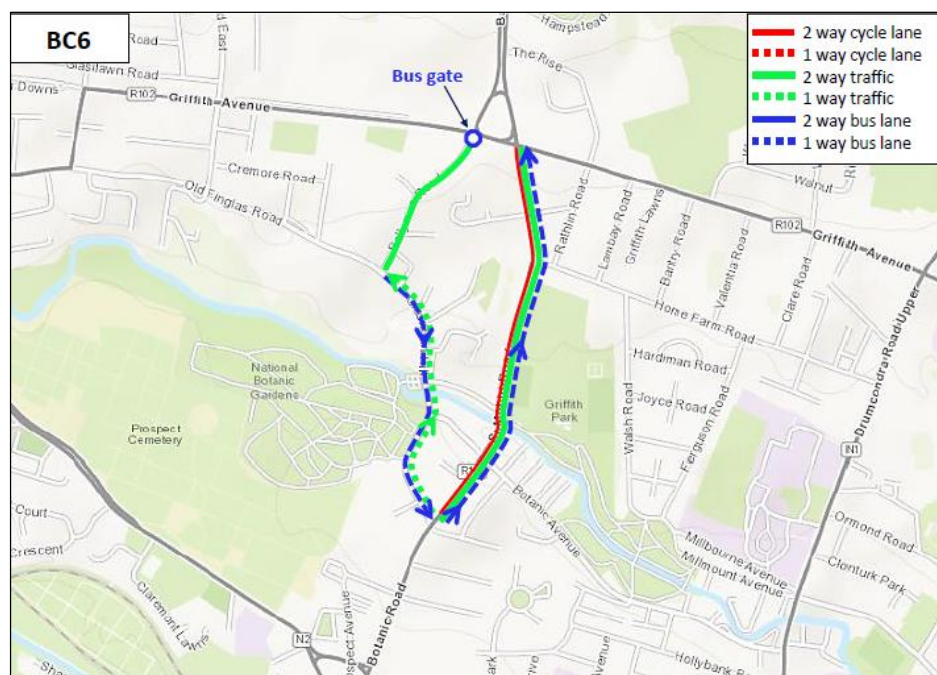 BC6
Bus gate
2 way cycle lane
1 way cycle lane
2 way traffic
1 way traffic
2 way bus lane
1 way bus lane
Hampstead
The Rise
Road
Glasilawn Road
Downs
R102
Griffith Avenue
Cremore Road
Old Finglas Road
Walnut
Rathlin Road
Lambay Road
Griffith Lawns
Bantry Road
Valentia Road
Clare Road
R102
Griffith Avenue
Home Farm Road
Hardiman Road
Joyce Road
Walsh Road
Ferguson Road
Drumcondra Road Upper
National
Botanic
Gardens
Prospect
Cemetery
Griffith
Park
IN1
Botanic Avenue
Court
Crescent
Claremont Lawns
Millbourne Avenue
Millmount Avenue
Ormond Road
Clonturk Park
N2
Botanic Road
Avenue
Hollybank Road